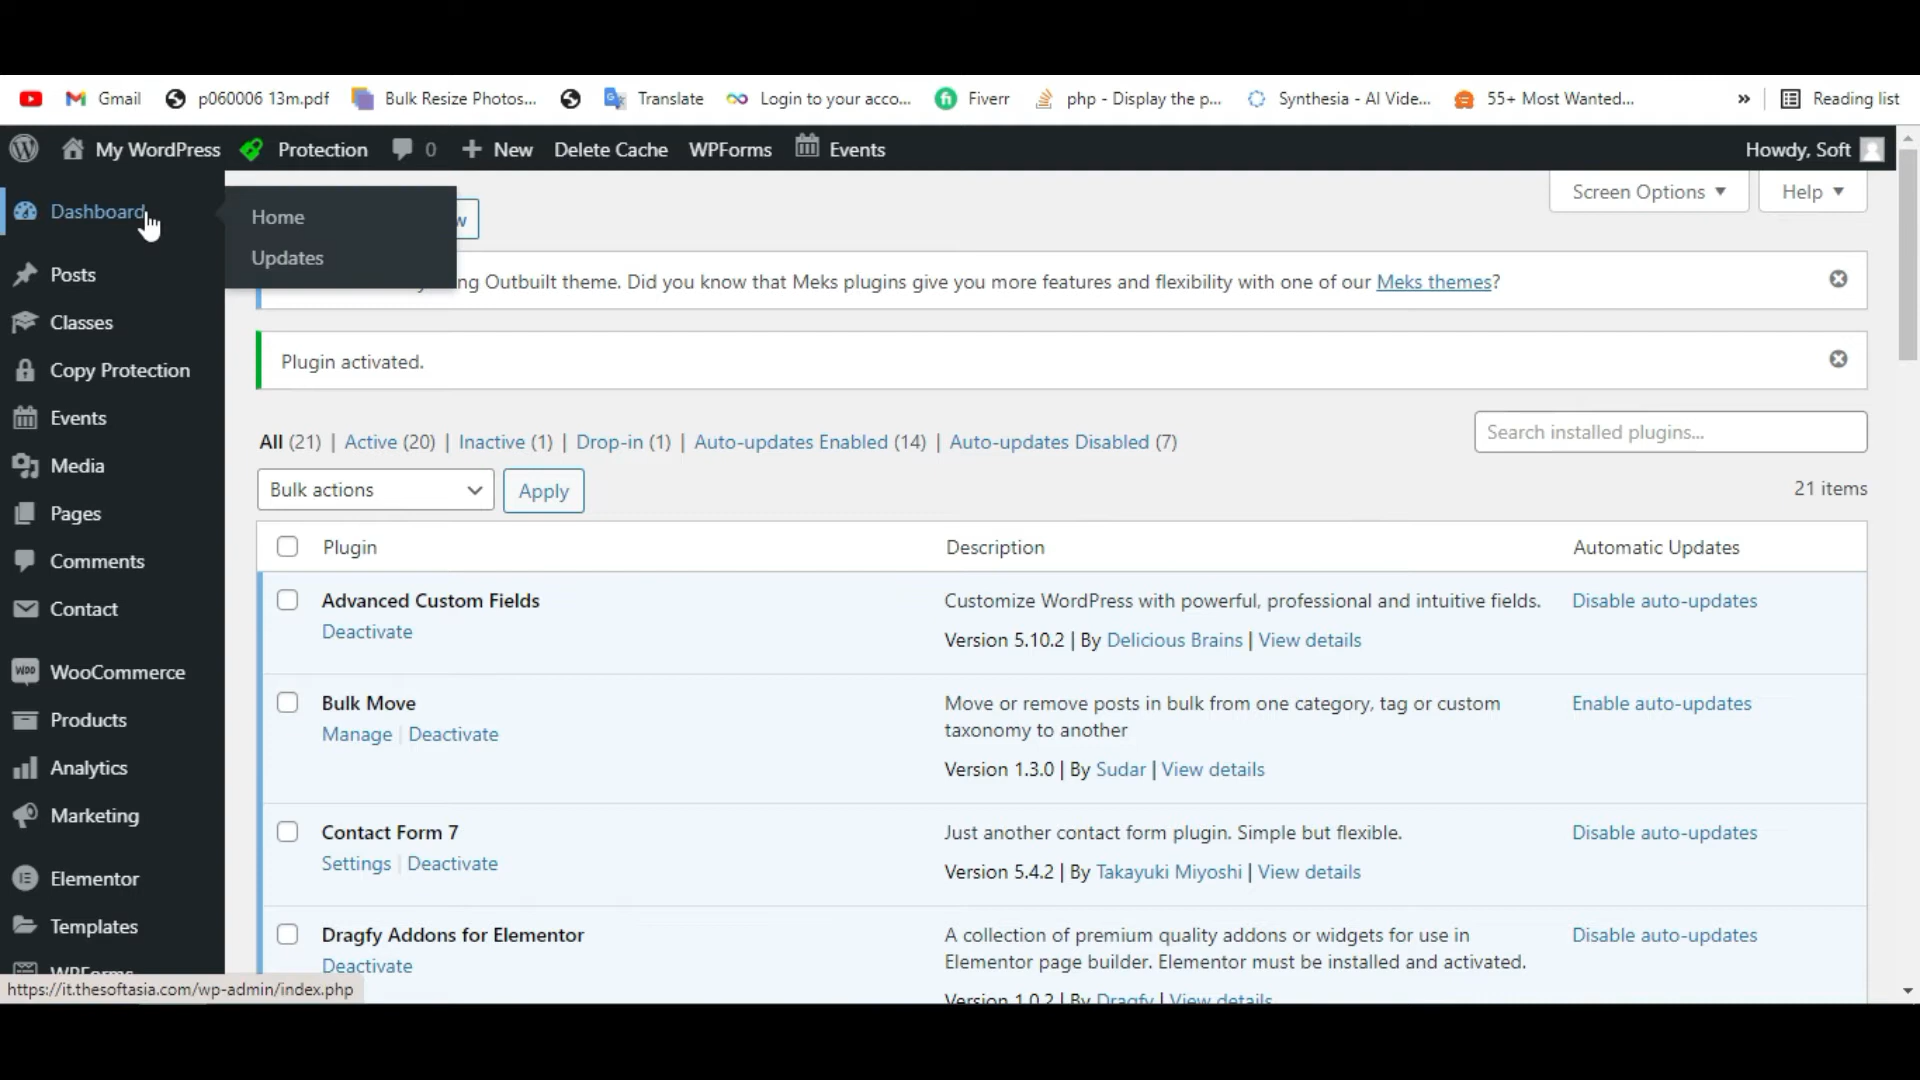 Gmail
p060006 13m.pdf
Bulk Resize Photos...
Translate
Login to your acco...
Fiverr
php - Display the p...
Synthesia - AI Vide...
55+ Most Wanted...
»
Reading list
My WordPress
Protection
0
New
Delete Cache
WPForms
Events
Howdy, Soft
Dashboard
Home
Updates
Posts
Classes
Copy Protection
Events
Media
Pages
Comments
Contact
WooCommerce
Products
Analytics
Marketing
Elementor
Templates
WPForms
https://it.thesoftasia.com/wp-admin/index.php
Screen Options
Help
ng Outbuilt theme. Did you know that Meks plugins give you more features and flexibility with one of our Meks themes?
Plugin activated.
All (21) | Active (20) | Inactive (1) | Drop-in (1) | Auto-updates Enabled (14) | Auto-updates Disabled (7)
Search installed plugins...
Bulk actions
Apply
21 items
Plugin
Description
Automatic Updates
Advanced Custom Fields
Deactivate
Customize WordPress with powerful, professional and intuitive fields.
Version 5.10.2 | By Delicious Brains | View details
Disable auto-updates
Bulk Move
Manage | Deactivate
Move or remove posts in bulk from one category, tag or custom
taxonomy to another
Version 1.3.0 | By Sudar | View details
Enable auto-updates
Contact Form 7
Settings | Deactivate
Just another contact form plugin. Simple but flexible.
Version 5.4.2 | By Takayuki Miyoshi | View details
Disable auto-updates
Dragfy Addons for Elementor
Deactivate
A collection of premium quality addons or widgets for use in
Elementor page builder. Elementor must be installed and activated.
Version 1.0.2 | By Dragfy | View details
Disable auto-updates